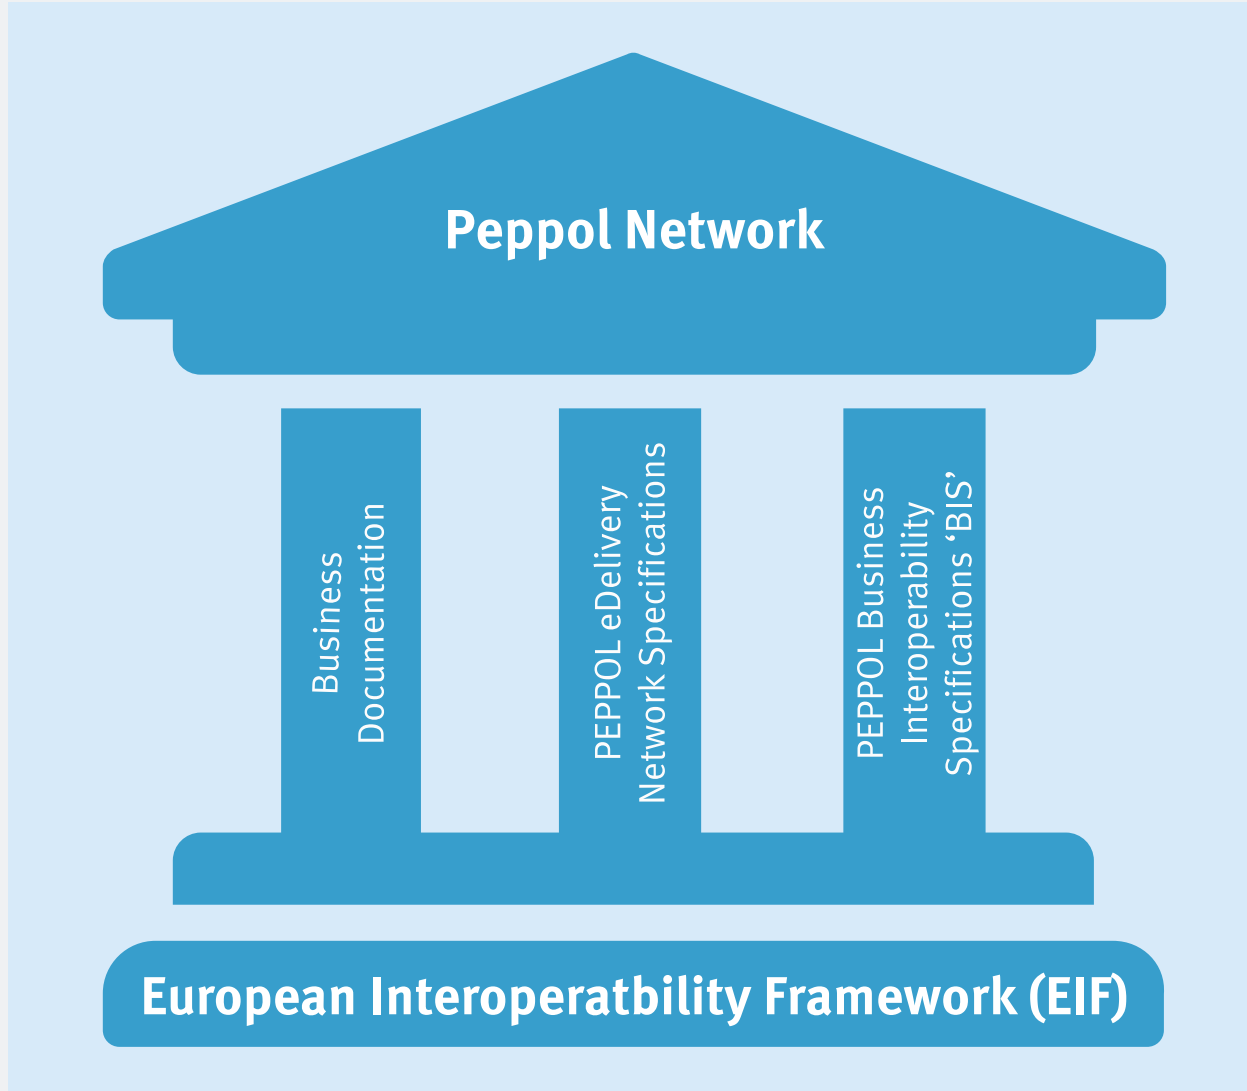 Peppol Network
Business
Documentation
PEPPOL eDelivery
Network Specifications
PEPPOL Business
Interoperability
Specifications ‘BIS’
European Interoperatbility Framework (EIF)